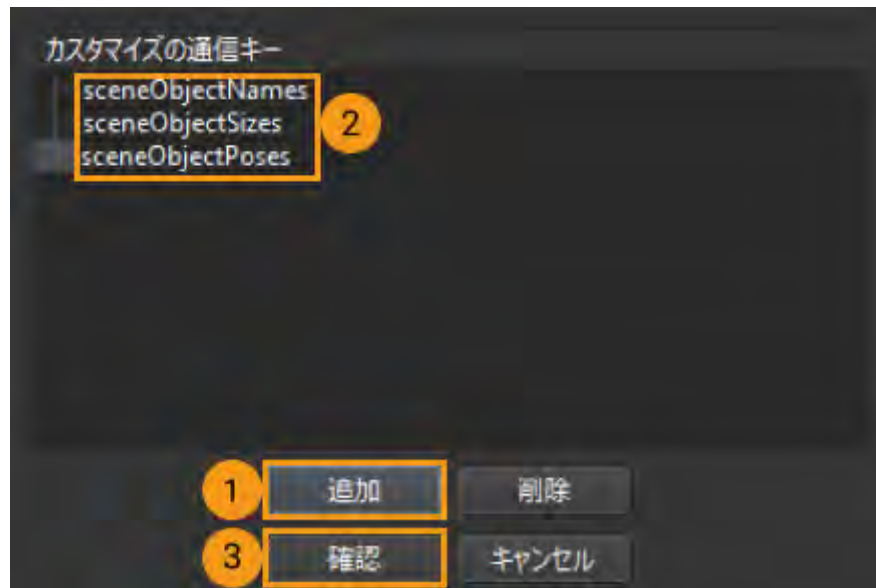 カスタマイズの通信キー
sceneObjectNames
sceneObjectSizes
2
sceneObjectPoses
1 追加 削除
3 確認 キャンセル